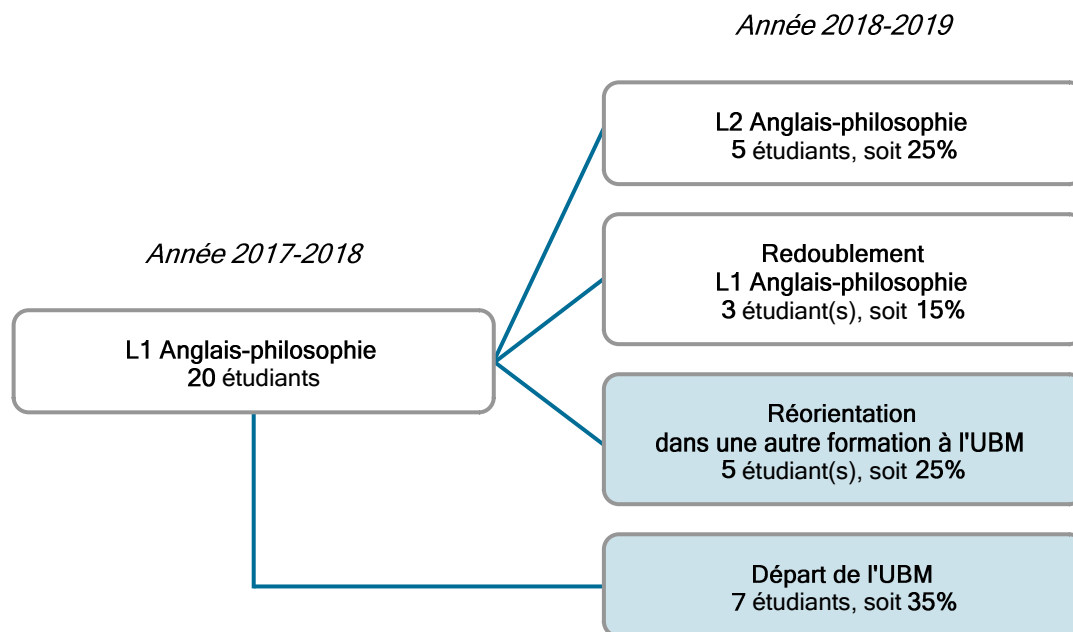 Année 2018-2019
L2 Anglais-philosophie
5 étudiants, soit 25%
Année 2017-2018
Redoublement
L1 Anglais-philosophie
3 étudiant(s), soit 15%
L1 Anglais-philosophie
20 étudiants
Réorientation
dans une autre formation à l'UBM
5 étudiant(s), soit 25%
Départ de l'UBM
7 étudiants, soit 35%